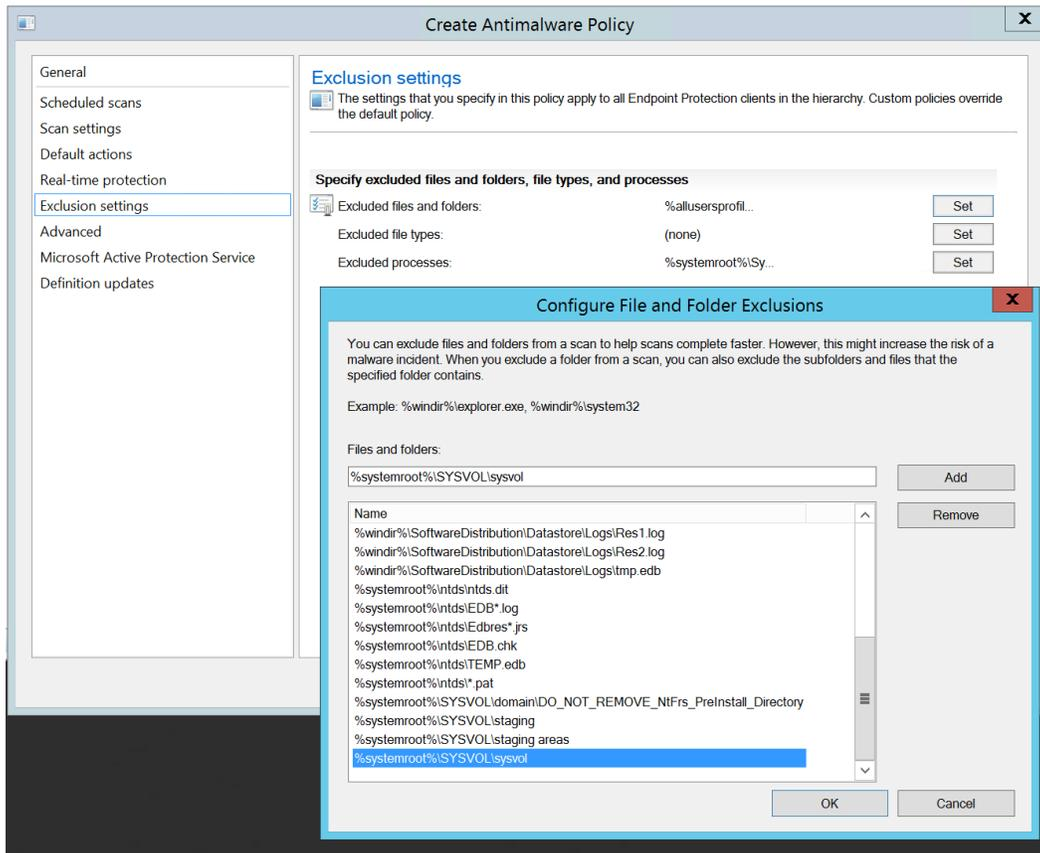 Create Antimalware Policy
X
General
Scheduled scans
Scan settings
Default actions
Real-time protection
Exclusion settings
Advanced
Microsoft Active Protection Service
Definition updates
Exclusion settings
The settings that you specify in this policy apply to all Endpoint Protection clients in the hierarchy. Custom policies override
the default policy.
Specify excluded files and folders, file types, and processes
Excluded files and folders: %allusersprofil... Set
Excluded file types: (none) Set
Excluded processes: %systemroot%\Sy... Set
Configure File and Folder Exclusions
X
You can exclude files and folders from a scan to help scans complete faster. However, this might increase the risk of a
malware incident. When you exclude a folder from a scan, you can also exclude the subfolders and files that the
specified folder contains.
Example: %windir%\explorer.exe, %windir%\system32
Files and folders:
%systemroot%\SYSVOL\sysvol Add
Name Remove
%windir%\SoftwareDistribution\Datastore\Logs\Res1.log
%windir%\SoftwareDistribution\Datastore\Logs\Res2.log
%windir%\SoftwareDistribution\Datastore\Logs\tmp.edb
%systemroot%\ntds\ntds.dit
%systemroot%\ntds\EDB*.log
%systemroot%\ntds\Edbres*.jrs
%systemroot%\ntds\EDB.chk
%systemroot%\ntds\TEMP.edb
%systemroot%\ntds\*.pat
%systemroot%\SYSVOL\domain\DO_NOT_REMOVE_NtFrs_PreInstall_Directory
%systemroot%\SYSVOL\staging
%systemroot%\SYSVOL\staging areas
%systemroot%\SYSVOL\sysvol
OK Cancel